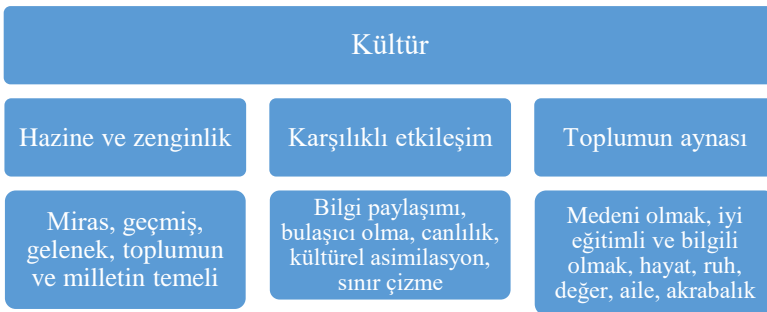 Kültür
Hazine ve zenginlik
Karşılıklı etkileşim
Toplumun aynası
Miras, geçmiş,
gelenek, toplumun
ve milletin temeli
Bilgi paylaşımı,
bulaşıcı olma, canlılık,
kültürel asimilasyon,
sınır çizme
Medeni olmak, iyi
eğitimli ve bilgili
olmak, hayat, ruh,
değer, aile, akrabalık